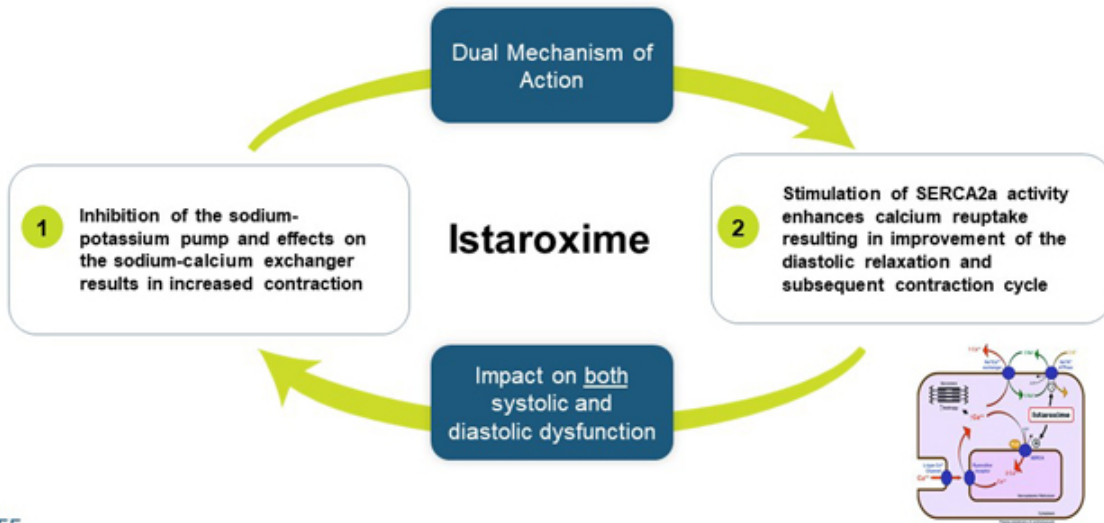 Dual Mechanism of
Action
1
Inhibition of the sodium-
potassium pump and effects on
the sodium-calcium exchanger
results in increased contraction
Istaroxime
2
Stimulation of SERCA2a activity
enhances calcium reuptake
resulting in improvement of the
diastolic relaxation and
subsequent contraction cycle
Impact on both
systolic and
diastolic dysfunction
Istaroxime
SERCA